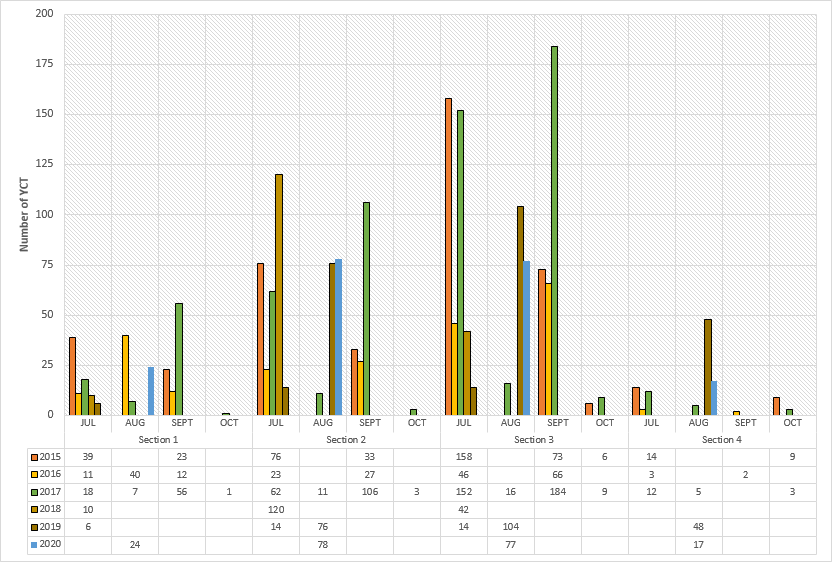 200
175
150
125
100
75
50
25
0
Number of YCT
JUL AUG SEPT OCT JUL AUG SEPT OCT JUL AUG SEPT OCT JUL AUG SEPT OCT
Section 1 Section 2 Section 3 Section 4
2015 39 23 76 33 158 73 6 14 9
2016 11 40 12 23 27 46 66 3 2
2017 18 7 56 1 62 11 106 3 152 16 184 9 12 5 3
2018 10 120 42
2019 6 14 76 14 104 48
2020 24 78 77 17